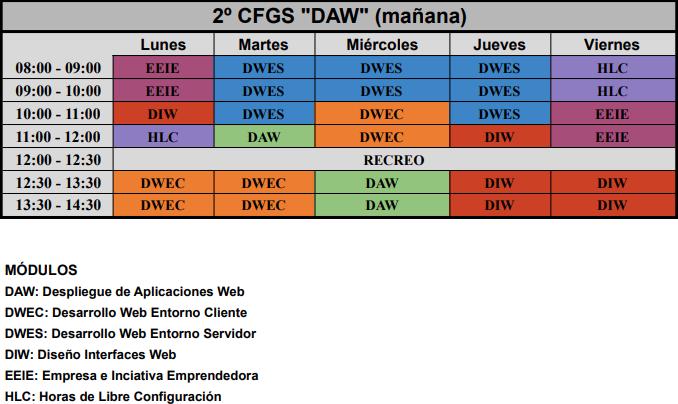 2º CFGS "DAW" (mañana)
Lunes Martes Miércoles Jueves Viernes
08:00 - 09:00 EEIE DWES DWES DWES HLC
09:00 - 10:00 EEIE DWES DWES DWES HLC
10:00 - 11:00 DIW DWES DWEC DWES EEIE
11:00 - 12:00 HLC DAW DWEC DIW EEIE
12:00 - 12:30 RECREO
12:30 - 13:30 DWEC DWEC DAW DIW DIW
13:30 - 14:30 DWEC DWEC DAW DIW DIW
MÓDULOS
DAW: Despliegue de Aplicaciones Web
DWEC: Desarrollo Web Entorno Cliente
DWES: Desarrollo Web Entorno Servidor
DIW: Diseño Interfaces Web
EEIE: Empresa e Inciativa Emprendedora
HLC: Horas de Libre Configuración